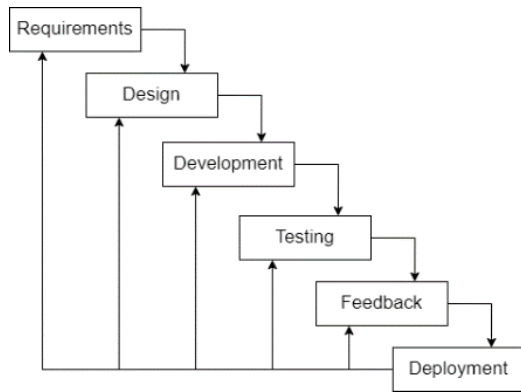 Requirements
Design
Development
Testing
Feedback
Deployment